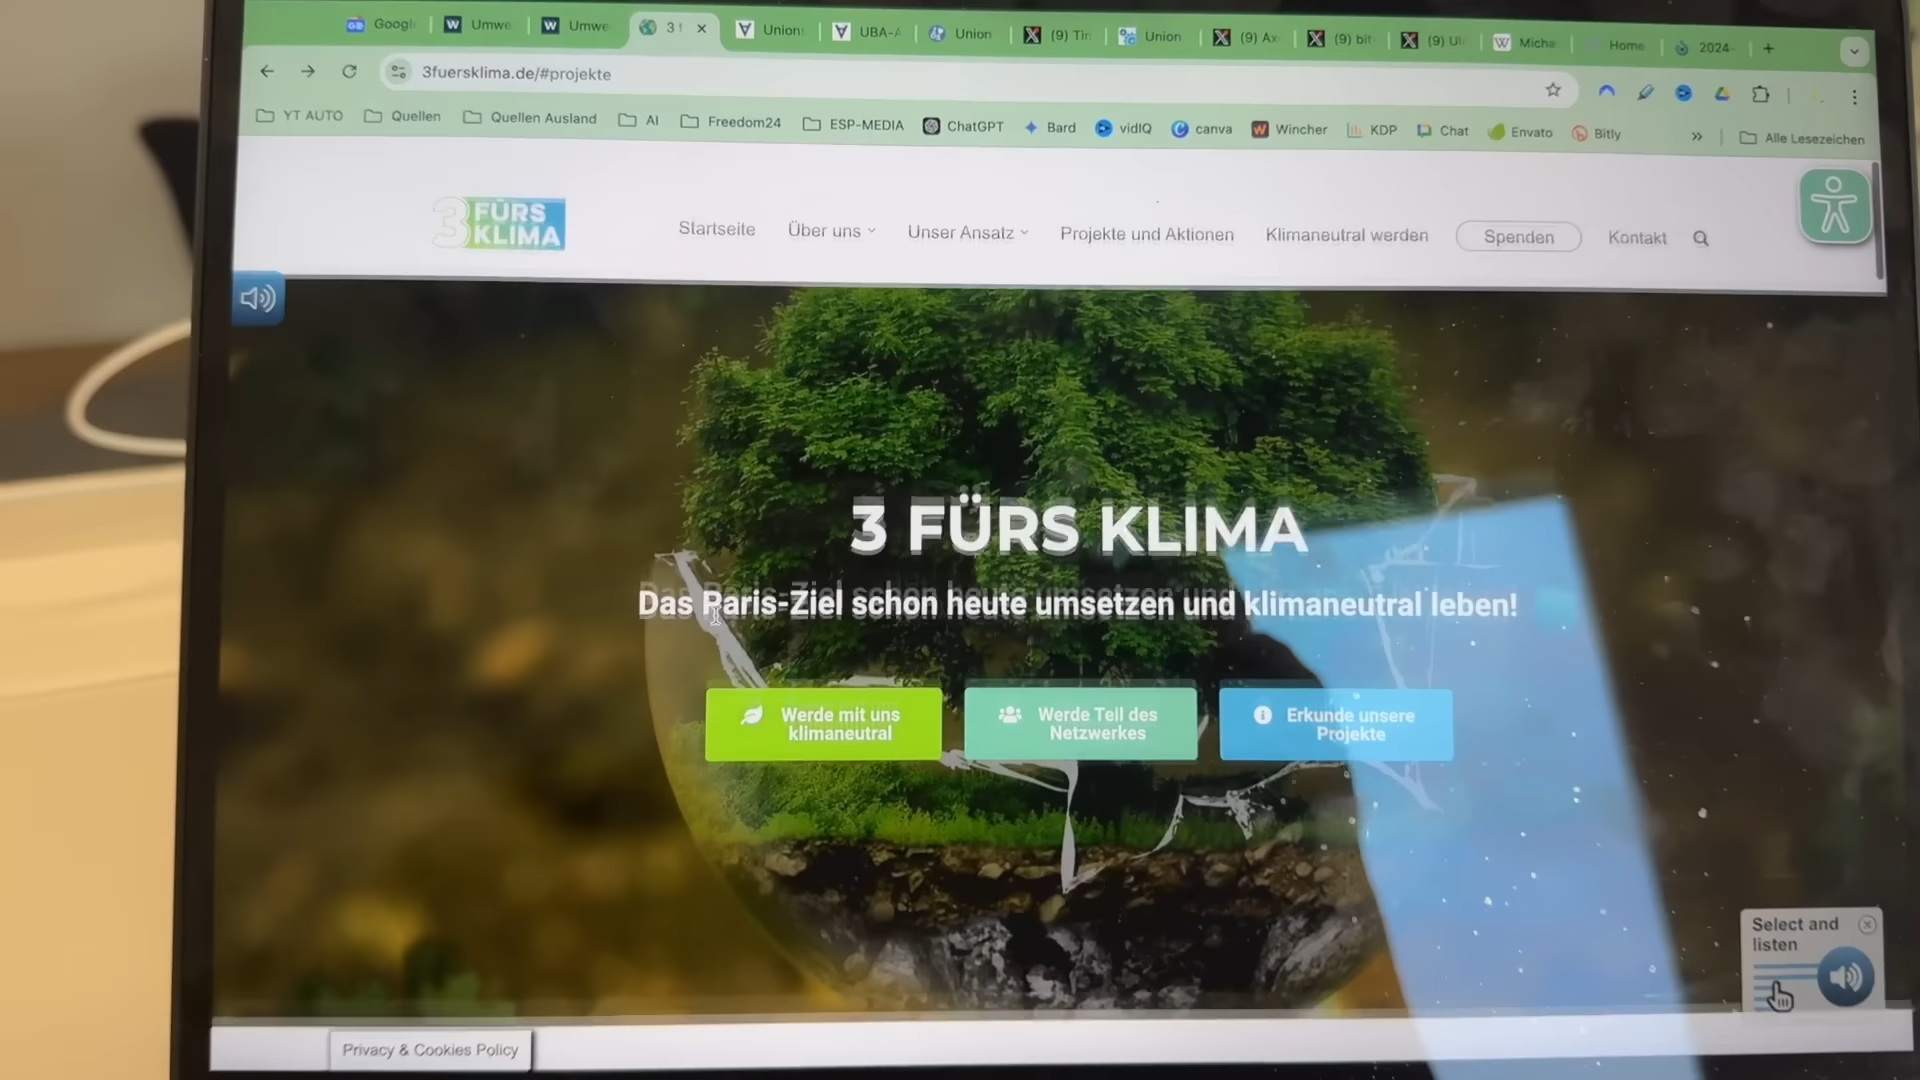 Umwe
Umwe
3 f
Union
UBA-A
Union
(9) Tin
Union
(9) Ax
(9) bit
(9) Ul
Micha
Home
2024-
3fuersklima.de/#projekte
YT AUTO
Quellen
Quellen Ausland
AI
Freedom24
ESP-MEDIA
ChatGPT
Bard
vidIQ
canva
Wincher
KDP
Chat
Envato
Bitly
»
Alle Lesezeichen
3 FÜRS
KLIMA
Startseite
Über uns
Unser Ansatz
Projekte und Aktionen
Klimaneutral werden
Spenden
Kontakt
3 FÜRS KLIMA
Das Paris-Ziel schon heute umsetzen und klimaneutral leben!
Werde mit uns
klimaneutral
Werde Teil des
Netzwerkes
Erkunde unsere
Projekte
Select and
listen
Privacy & Cookies Policy